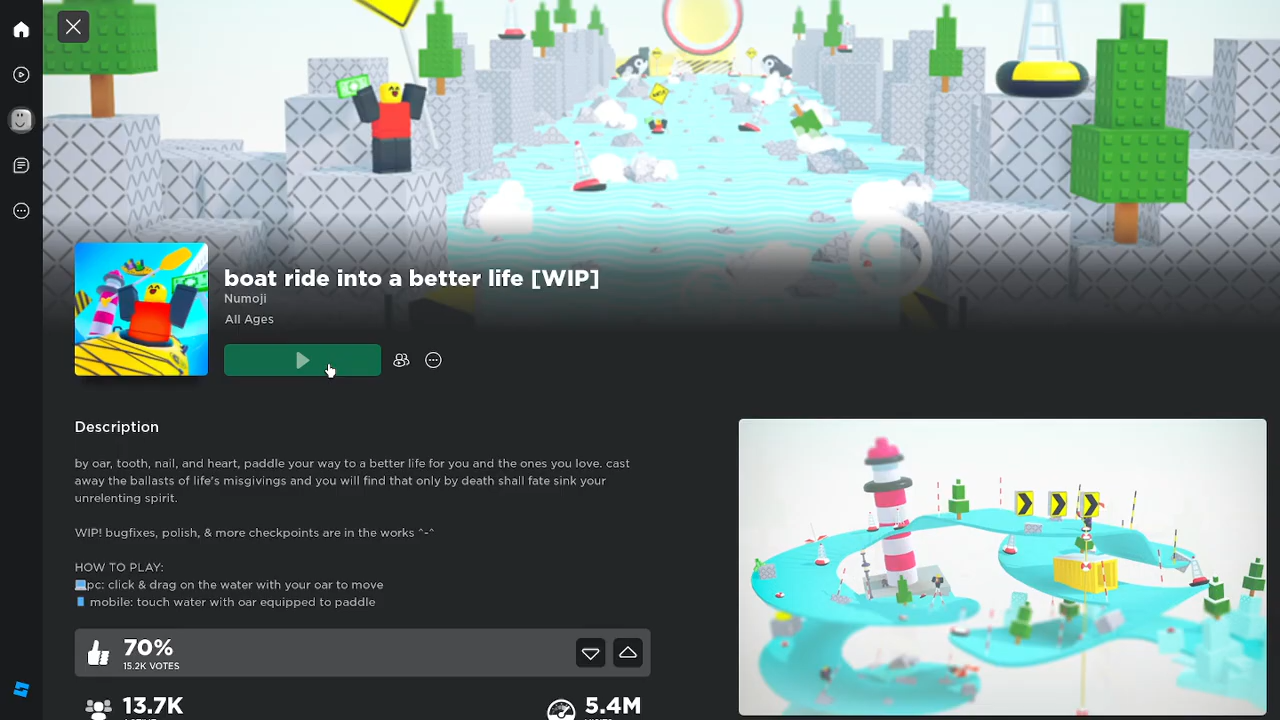 boat ride into a better life [WIP]
Numoji
All Ages
Description
by oar, tooth, nail, and heart, paddle your way to a better life for you and the ones you love. cast
away the ballasts of life's misgivings and you will find that only by death shall fate sink your
unrelenting spirit.
WIP! bugfixes, polish, & more checkpoints are in the works ^-^
HOW TO PLAY:
pc: click & drag on the water with your oar to move
mobile: touch water with oar equipped to paddle
70%
15.2K VOTES
13.7K
5.4M